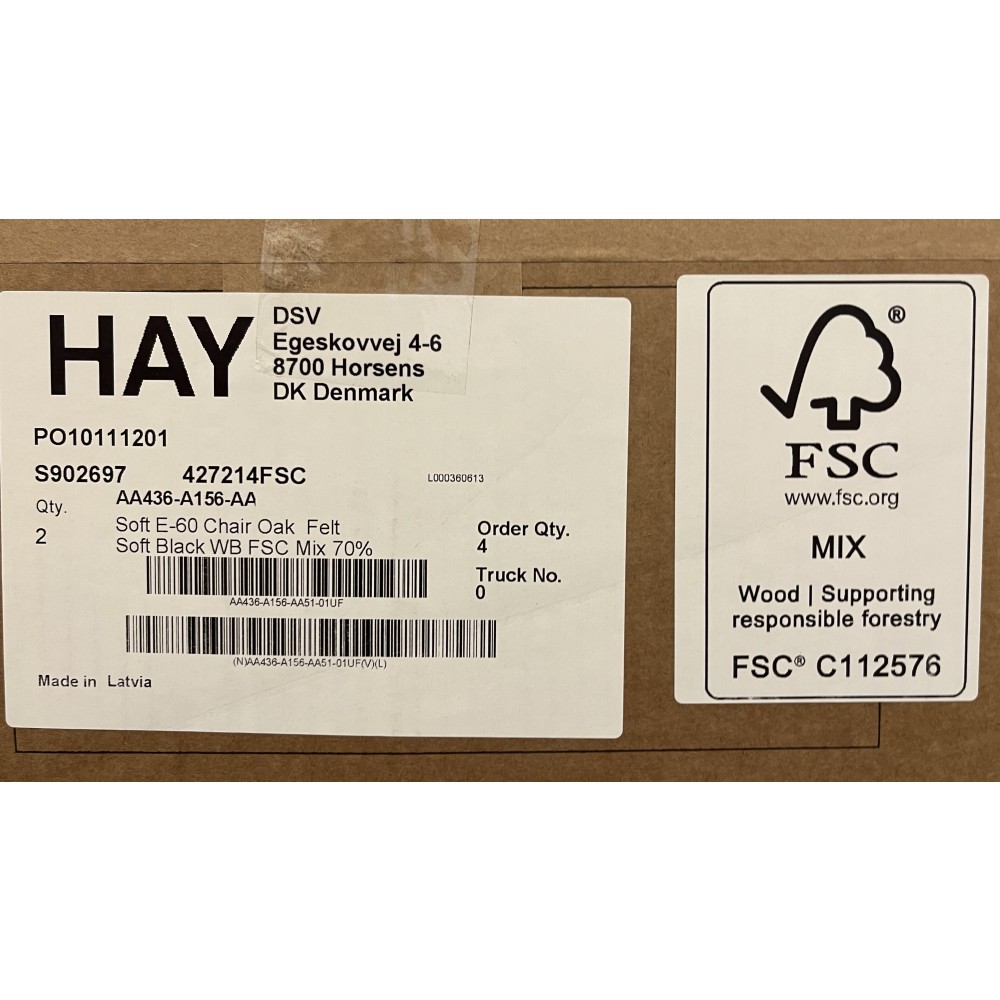 HAY
DSV
Egeskovvej 4-6
8700 Horsens
DK Denmark
PO10111201
S902697 427214FSC L000360613
AA436-A156-AA
Qty.
2
Soft E-60 Chair Oak Felt
Soft Black WB FSC Mix 70%
Order Qty.
4
Truck No.
0
AA436-A156-AA51-01UF
(N)AA436-A156-AA51-01UF(V)(L)
Made in Latvia
®
FSC
www.fsc.org
MIX
Wood | Supporting
responsible forestry
FSC® C112576